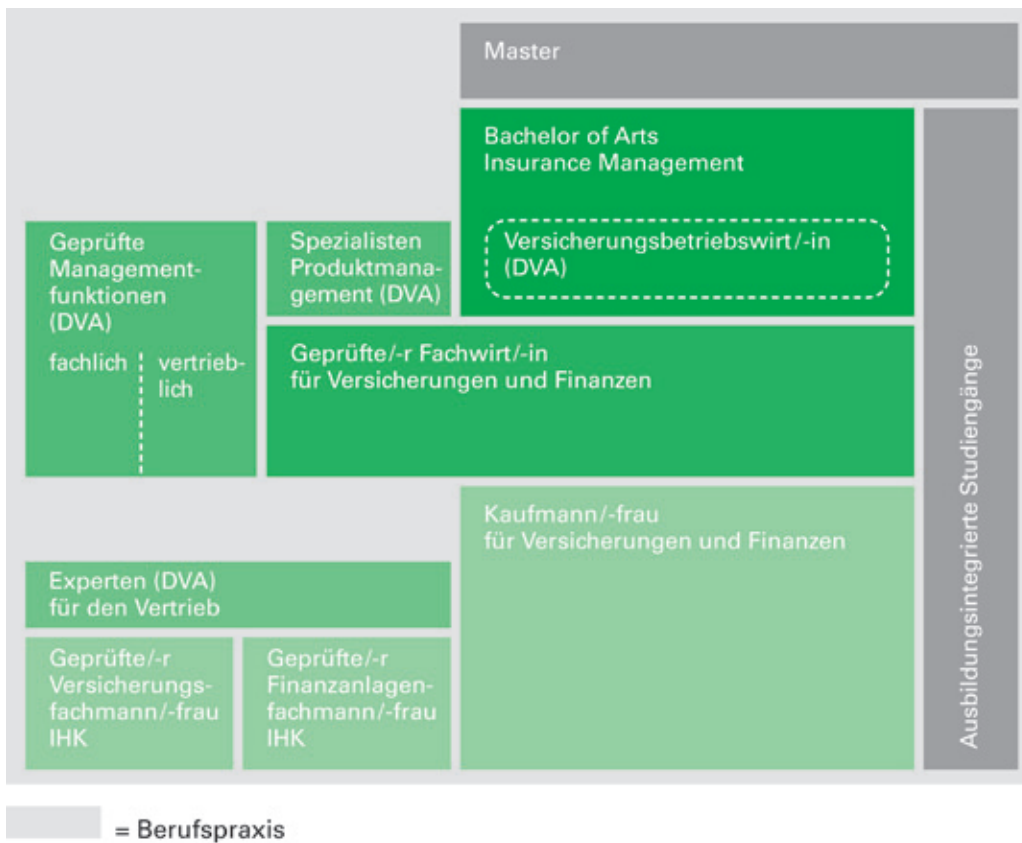 Master
Bachelor of Arts
Insurance Management
Versicherungsbetriebswirt/-in
(DVA)
Geprüfte
Management-
funktionen
(DVA)
fachlich
vertrieb-
lich
Spezialisten
Produktmana-
gement (DVA)
Geprüfte/-r Fachwirt/-in
für Versicherungen und Finanzen
Kaufmann/-frau
für Versicherungen und Finanzen
Experten (DVA)
für den Vertrieb
Geprüfte/-r
Versicherungs-
fachmann/-frau
IHK
Geprüfte/-r
Finanzanlagen-
fachmann/-frau
IHK
Ausbildungsintegrierte Studiengänge
= Berufspraxis